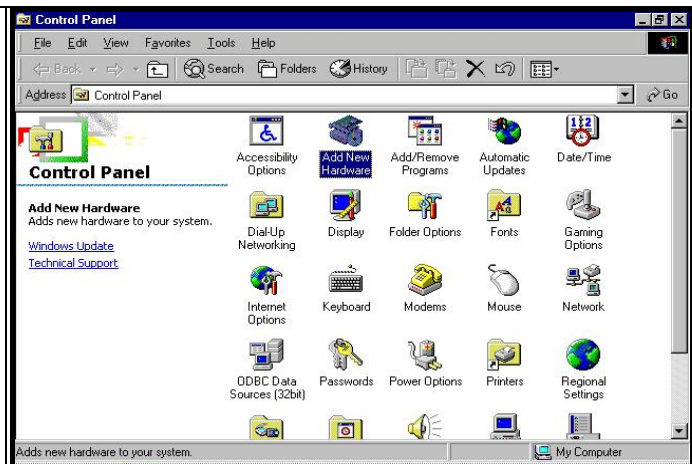 Control Panel
File Edit View Favorites Tools Help
Back Search Folders History
Address Control Panel Go
Control Panel
Add New Hardware
Adds new hardware to your system.
Windows Update
Technical Support
Accessibility
Options
Add New
Hardware
Add/Remove
Programs
Automatic
Updates
Date/Time
Dial-Up
Networking
Display
Folder Options
Fonts
Gaming
Options
Internet
Options
Keyboard
Modems
Mouse
Network
ODBC Data
Sources (32bit)
Passwords
Power Options
Printers
Regional
Settings
Adds new hardware to your system.
My Computer